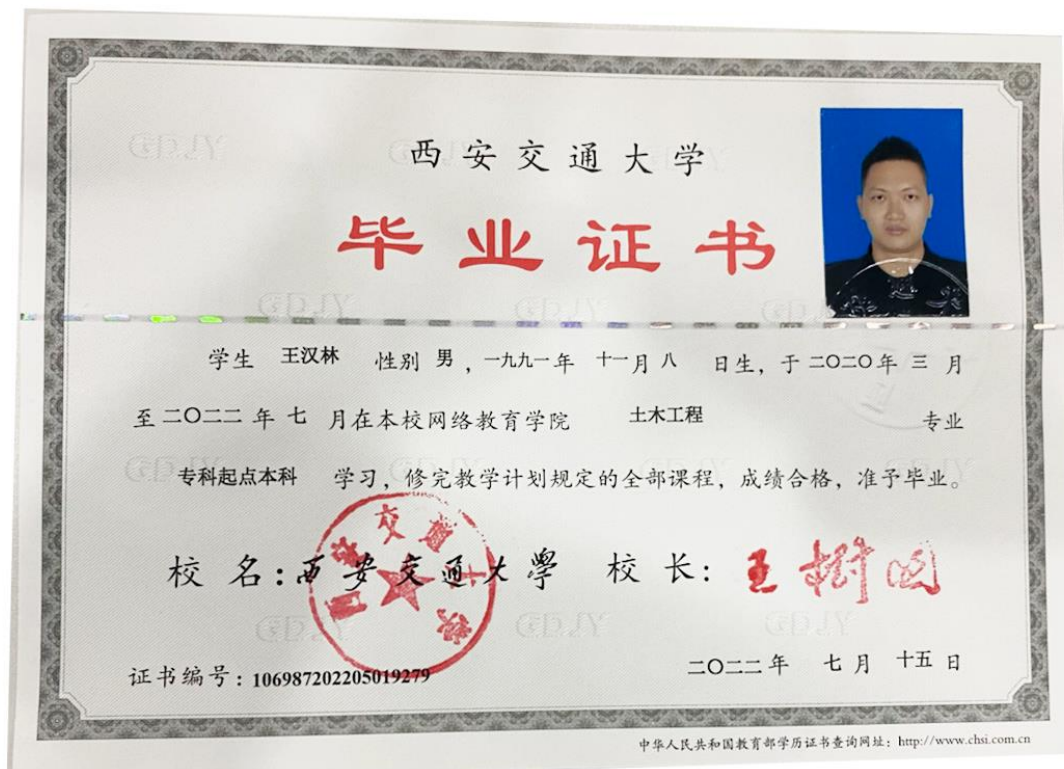 西安交通大学
毕业证书
学生 王汉林 性别 男，一九九一年 十一月 八 日生，于二〇二〇年 三 月
至二〇二二年 七 月在本校网络教育学院 土木工程 专业
专科起点本科 学习，修完教学计划规定的全部课程，成绩合格，准予毕业。
校 名：西安交通大學 校 长：王树国
证书编号：106987202205019279 二〇二二年 七月 十五日
中华人民共和国教育部学历证书查询网址：http://www.chsi.com.cn